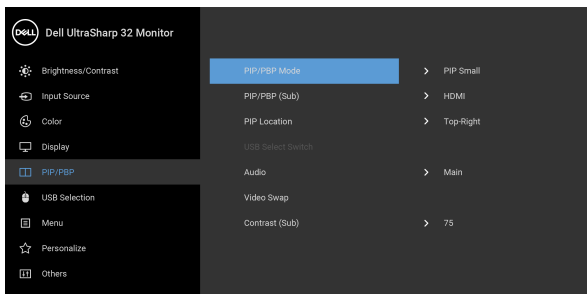 DELL Dell UltraSharp 32 Monitor
Brightness/Contrast
PIP/PBP Mode > PIP Small
Input Source
PIP/PBP (Sub) > HDMI
Color
PIP Location > Top-Right
Display
USB Select Switch
PIP/PBP
Audio > Main
USB Selection
Video Swap
Menu
Contrast (Sub) > 75
Personalize
Others